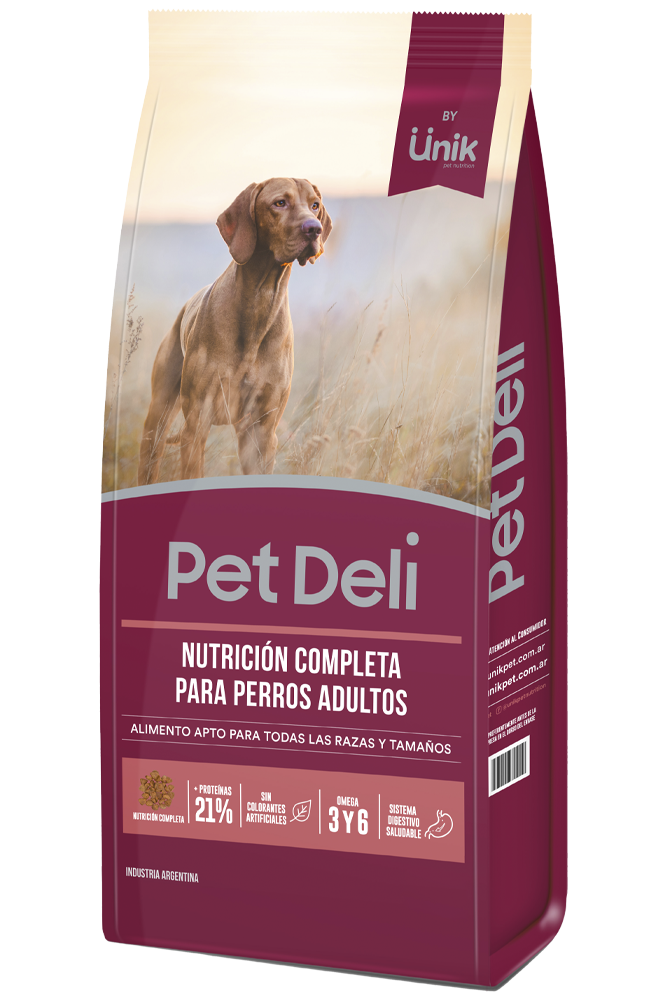 BY
Ünik
pet nutrition
Pet Deli
NUTRICIÓN COMPLETA
PARA PERROS ADULTOS
ALIMENTO APTO PARA TODAS LAS RAZAS Y TAMAÑOS
NUTRICIÓN COMPLETA
+ PROTEÍNAS
21%
SIN
COLORANTES
ARTIFICIALES
OMEGA
3 Y 6
SISTEMA
DIGESTIVO
SALUDABLE
INDUSTRIA ARGENTINA
Pet Deli
ATENCIÓN AL CONSUMIDOR
unikpet.com.ar
unikpet.com.ar